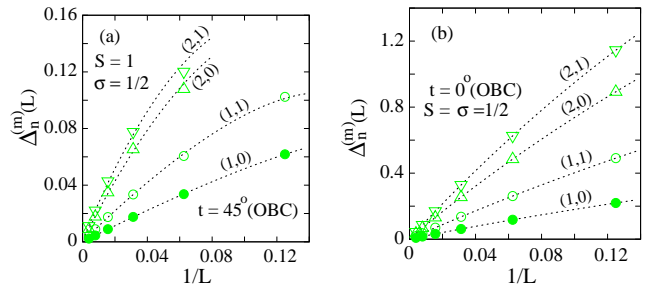 (a)
S = 1
σ = 1/2
(2,1)
(2,0)
(1,1)
(1,0)
t = 45° (OBC)
Δn(m)(L)
0.16
0.12
0.08
0.04
0
0 0.04 0.08 0.12
1/L
(b)
t = 0° (OBC)
S = σ =1/2
(2,1)
(2,0)
(1,1)
(1,0)
Δn(m)(L)
1.2
0.8
0.4
0
0 0.04 0.08 0.12
1/L